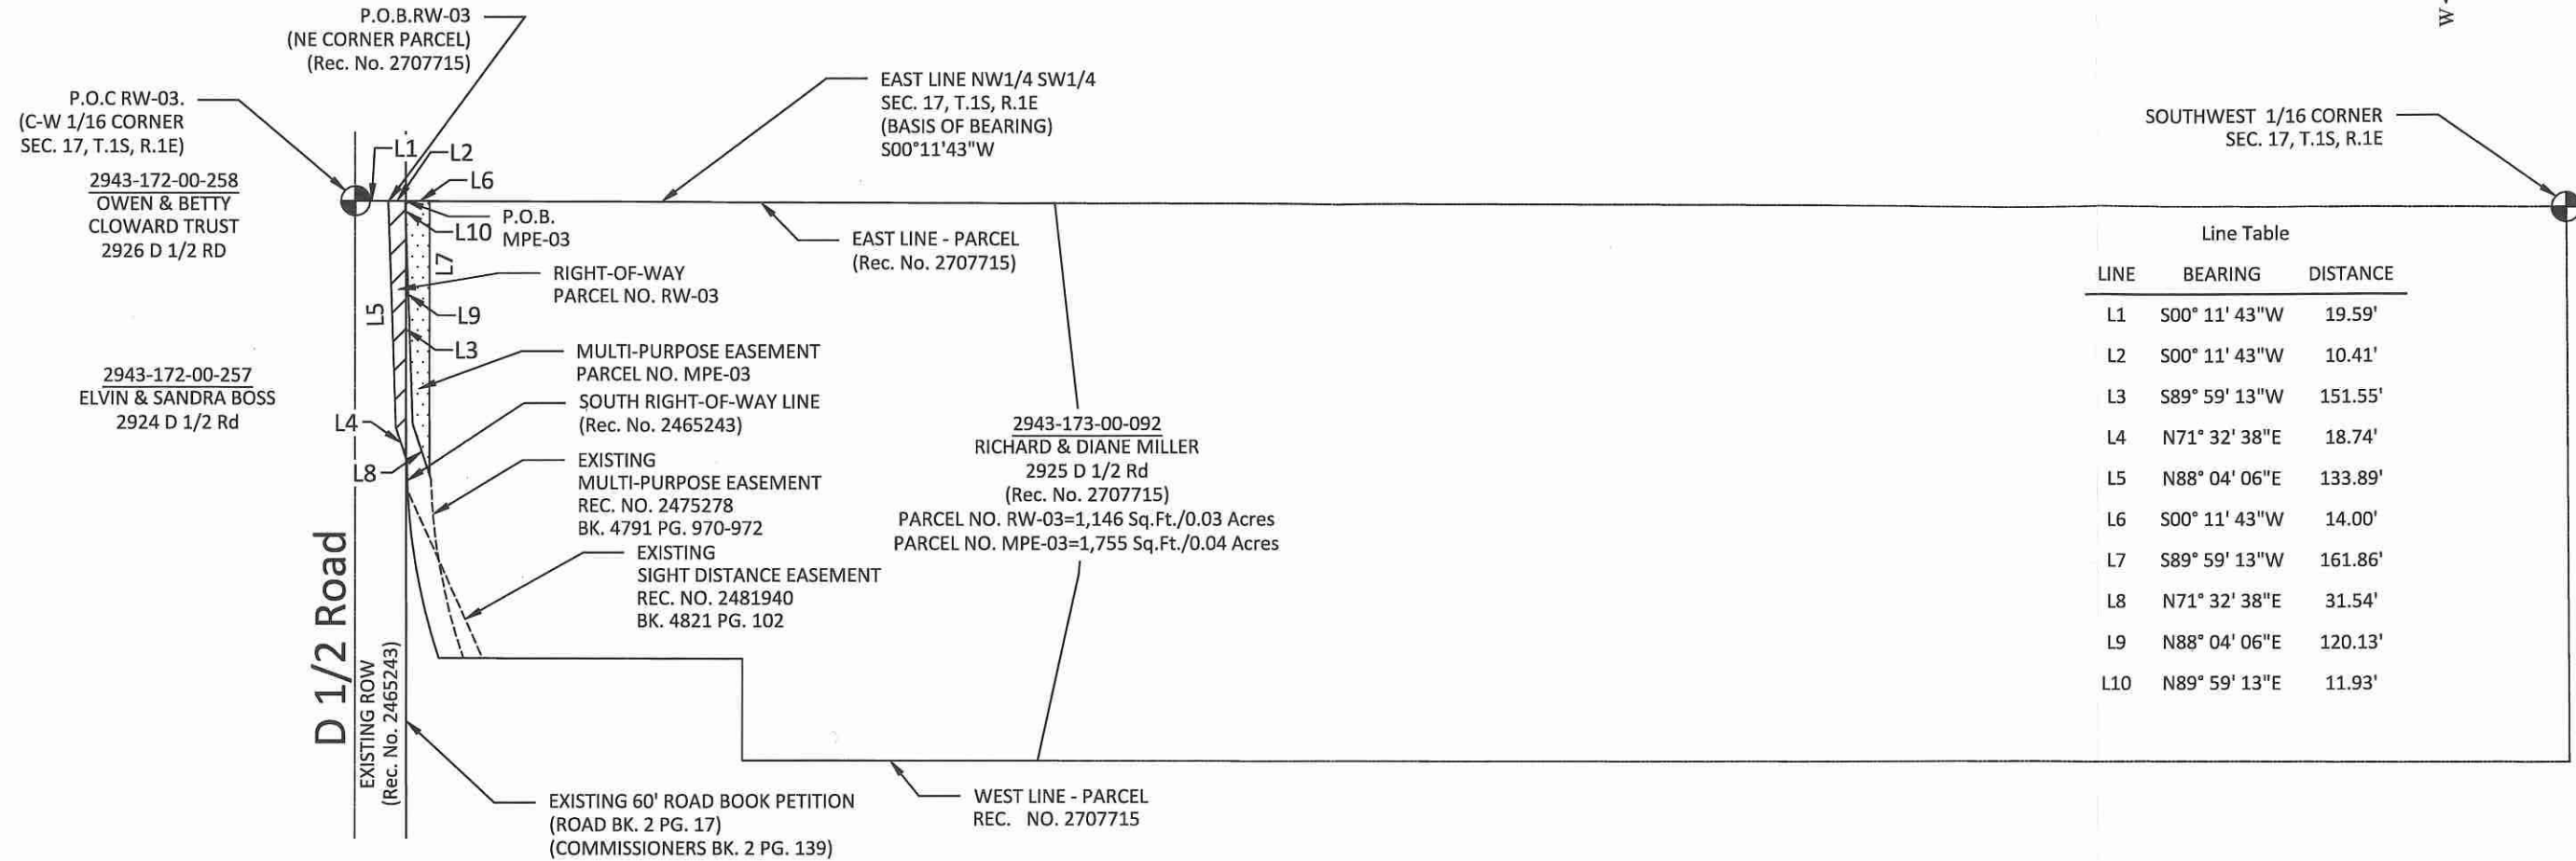 W
P.O.B.RW-03
(NE CORNER PARCEL)
(Rec. No. 2707715)
P.O.C RW-03.
(C-W 1/16 CORNER
SEC. 17, T.1S, R.1E)
2943-172-00-258
OWEN & BETTY
CLOWARD TRUST
2926 D 1/2 RD
2943-172-00-257
ELVIN & SANDRA BOSS
2924 D 1/2 Rd
EAST LINE NW1/4 SW1/4
SEC. 17, T.1S, R.1E
(BASIS OF BEARING)
S00°11'43"W
SOUTHWEST 1/16 CORNER
SEC. 17, T.1S, R.1E
L1
L2
L6
P.O.B.
MPE-03
L10
L7
EAST LINE - PARCEL
(Rec. No. 2707715)
RIGHT-OF-WAY
PARCEL NO. RW-03
L5
L9
L3
MULTI-PURPOSE EASEMENT
PARCEL NO. MPE-03
SOUTH RIGHT-OF-WAY LINE
(Rec. No. 2465243)
L4
L8
EXISTING
MULTI-PURPOSE EASEMENT
REC. NO. 2475278
BK. 4791 PG. 970-972
EXISTING
SIGHT DISTANCE EASEMENT
REC. NO. 2481940
BK. 4821 PG. 102
2943-173-00-092
RICHARD & DIANE MILLER
2925 D 1/2 Rd
(Rec. No. 2707715)
PARCEL NO. RW-03=1,146 Sq.Ft./0.03 Acres
PARCEL NO. MPE-03=1,755 Sq.Ft./0.04 Acres
D 1/2 Road
EXISTING ROW
(Rec. No. 2465243)
EXISTING 60' ROAD BOOK PETITION
(ROAD BK. 2 PG. 17)
(COMMISSIONERS BK. 2 PG. 139)
WEST LINE - PARCEL
REC. NO. 2707715
Line Table
LINE BEARING DISTANCE
L1 S00° 11' 43"W 19.59'
L2 S00° 11' 43"W 10.41'
L3 S89° 59' 13"W 151.55'
L4 N71° 32' 38"E 18.74'
L5 N88° 04' 06"E 133.89'
L6 S00° 11' 43"W 14.00'
L7 S89° 59' 13"W 161.86'
L8 N71° 32' 38"E 31.54'
L9 N88° 04' 06"E 120.13'
L10 N89° 59' 13"E 11.93'